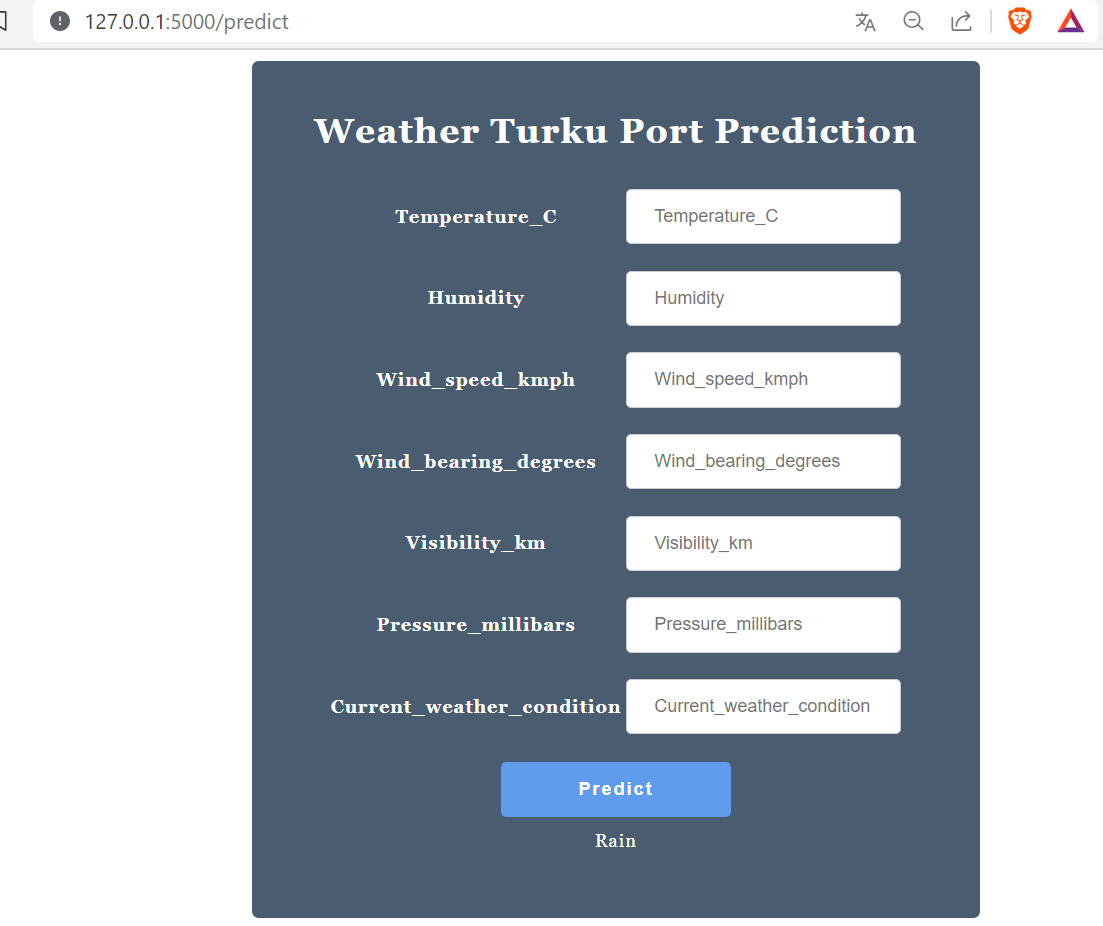 127.0.0.1:5000/predict
Weather Turku Port Prediction
Temperature_C Temperature_C
Humidity Humidity
Wind_speed_kmph Wind_speed_kmph
Wind_bearing_degrees Wind_bearing_degrees
Visibility_km Visibility_km
Pressure_millibars Pressure_millibars
Current_weather_condition Current_weather_condition
Predict
Rain